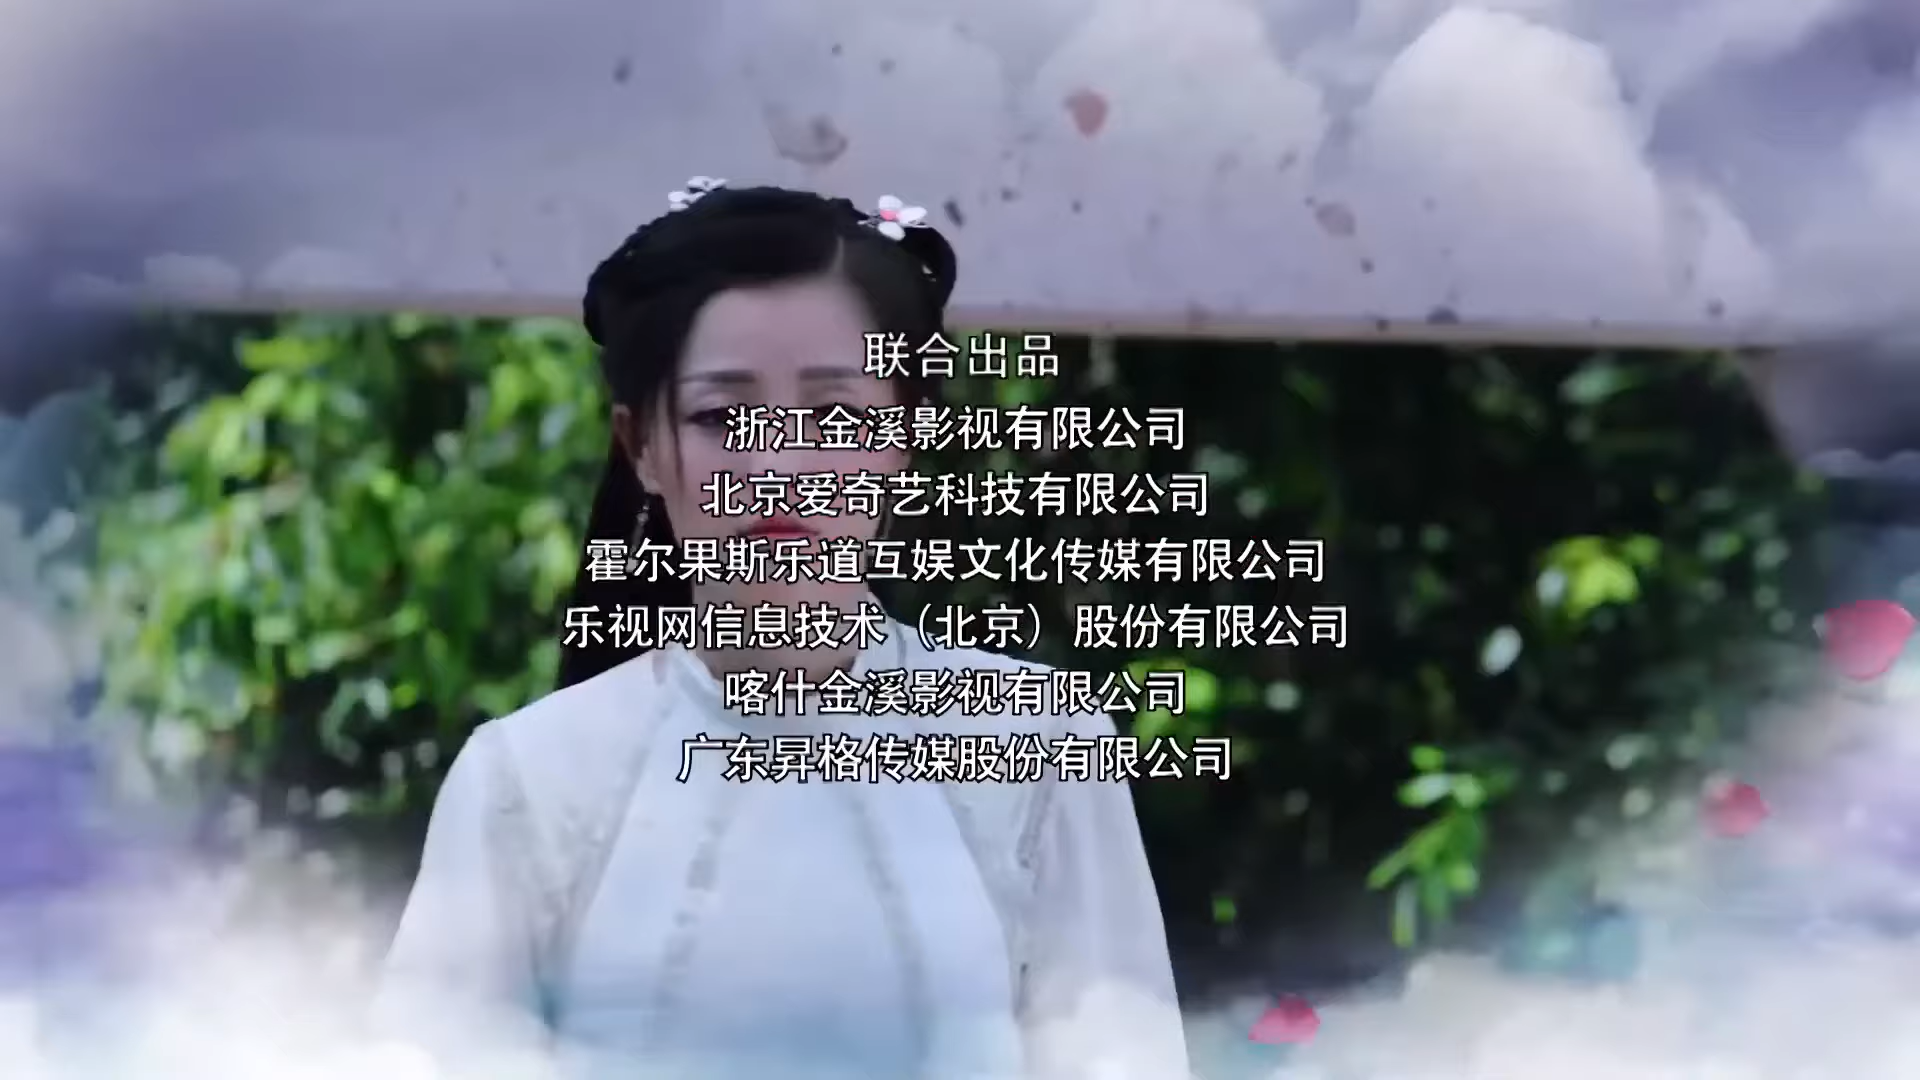 联合出品
浙江金溪影视有限公司
北京爱奇艺科技有限公司
霍尔果斯乐道互娱文化传媒有限公司
乐视网信息技术（北京）股份有限公司
喀什金溪影视有限公司
广东昇格传媒股份有限公司